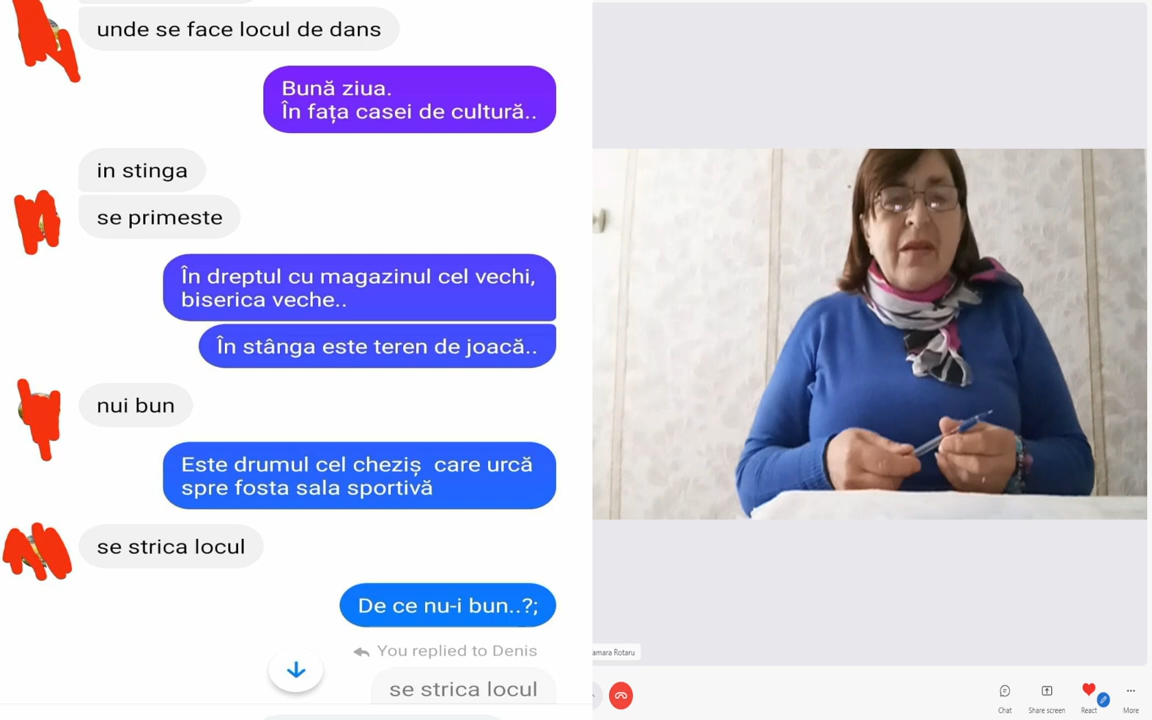 unde se face locul de dans
Bună ziua.
În fața casei de cultură..
in stinga
se primeste
În dreptul cu magazinul cel vechi,
biserica veche..
În stânga este teren de joacă..
nui bun
Este drumul cel cheziș care urcă
spre fosta sala sportivă
se strica locul
De ce nu-i bun..?;
You replied to Denis
se strica locul
amara Rotaru
Chat
Share screen
React
More